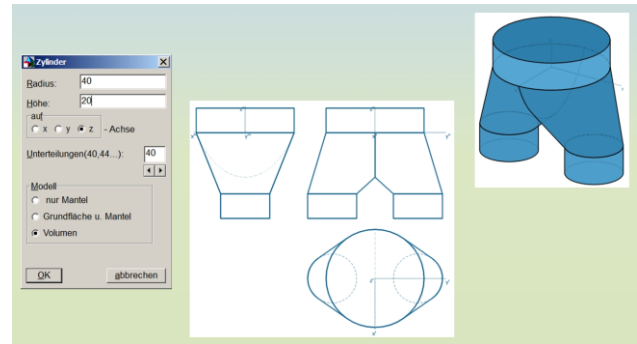 Zylinder
Radius: 40
Höhe: 20
auf
x y z - Achse
Unterteilungen(40,44...): 40
Modell
nur Mantel
Grundfläche u. Mantel
Volumen
OK abbrechen